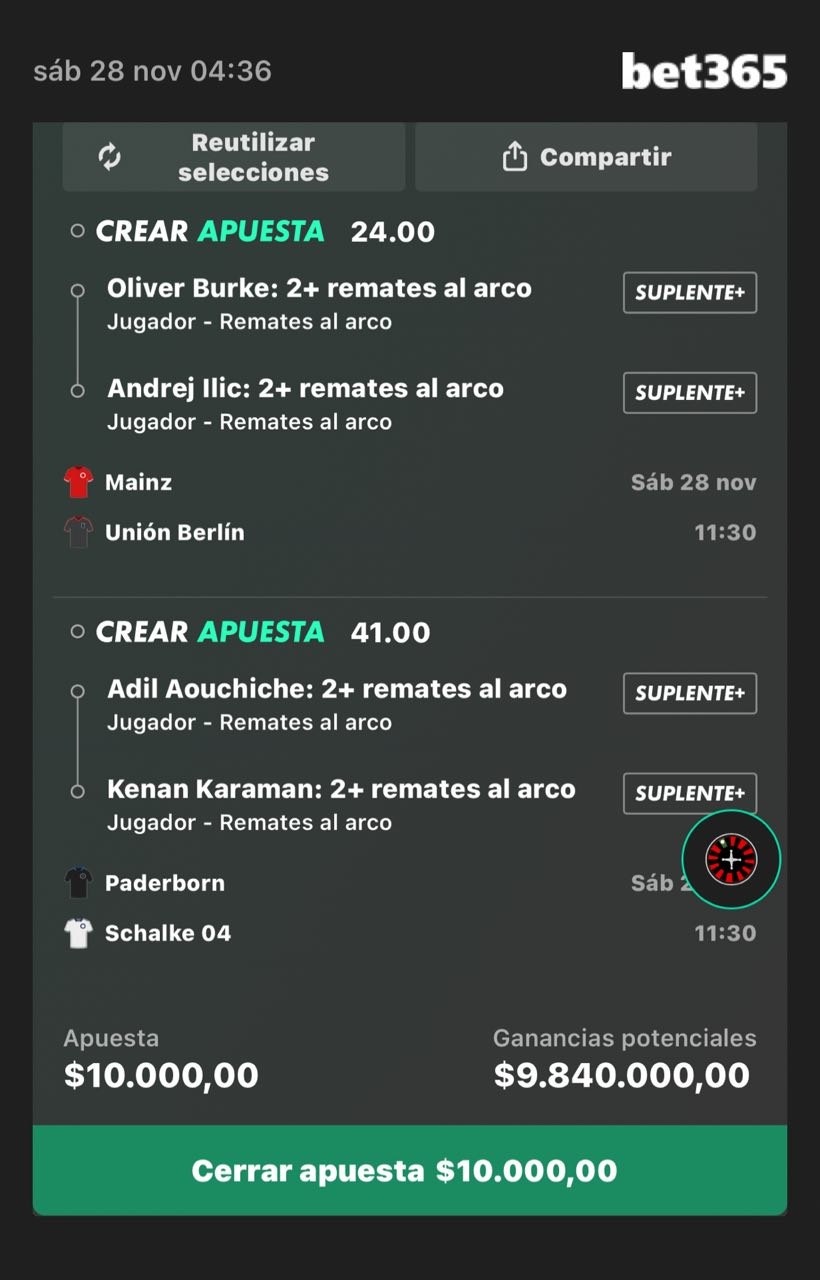 sáb 28 nov 04:36
bet365
Reutilizar
selecciones
Compartir
CREAR APUESTA 24.00
Oliver Burke: 2+ remates al arco
SUPLENTE+
Jugador - Remates al arco
Andrej Ilic: 2+ remates al arco
SUPLENTE+
Jugador - Remates al arco
Mainz
Sáb 28 nov
Unión Berlín
11:30
CREAR APUESTA 41.00
Adil Aouchiche: 2+ remates al arco
SUPLENTE+
Jugador - Remates al arco
Kenan Karaman: 2+ remates al arco
SUPLENTE+
Jugador - Remates al arco
Paderborn
Sáb
Schalke 04
11:30
Apuesta
Ganancias potenciales
$10.000,00
$9.840.000,00
Cerrar apuesta $10.000,00